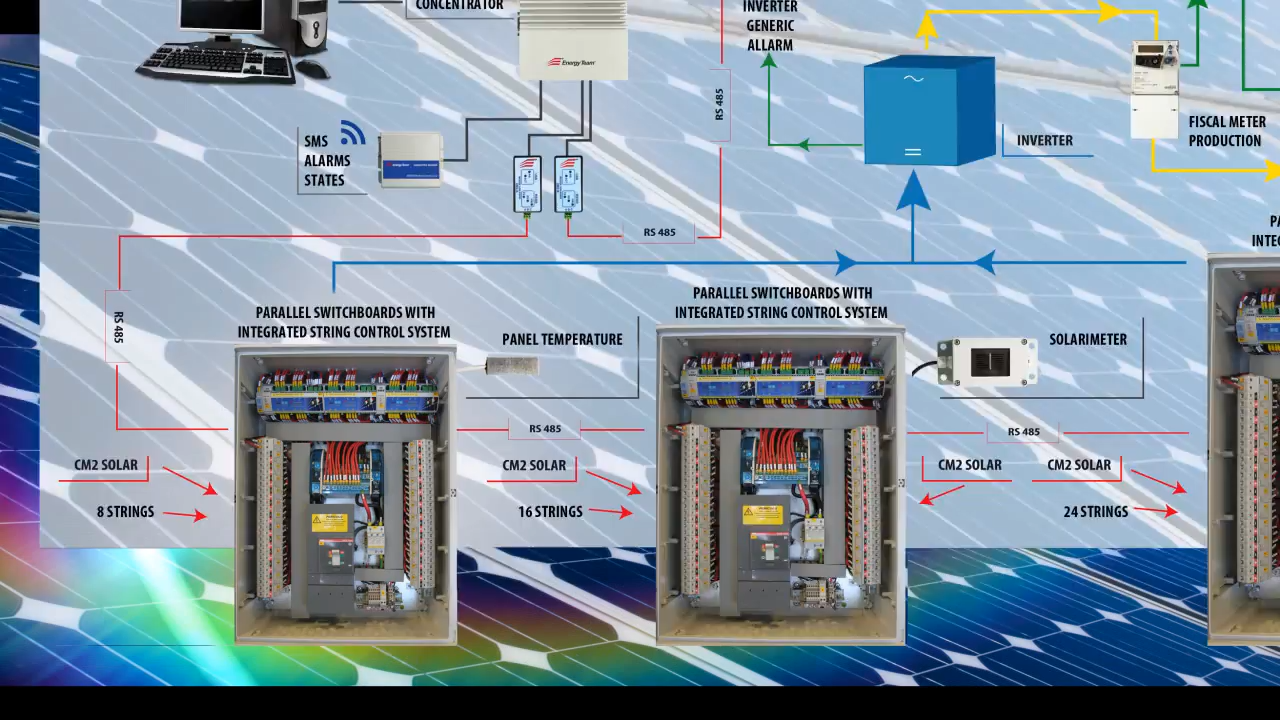 CONCENTRATOR
Energy Team
INVERTER
GENERIC
ALLARM
RS 485
SMS
ALARMS
STATES
INVERTER
FISCAL METER
PRODUCTION
RS 485
RS 485
PARALLEL SWITCHBOARDS WITH
INTEGRATED STRING CONTROL SYSTEM
PARALLEL SWITCHBOARDS WITH
INTEGRATED STRING CONTROL SYSTEM
PANEL TEMPERATURE
SOLARIMETER
RS 485
RS 485
CM2 SOLAR
CM2 SOLAR
CM2 SOLAR
CM2 SOLAR
8 STRINGS
16 STRINGS
24 STRINGS